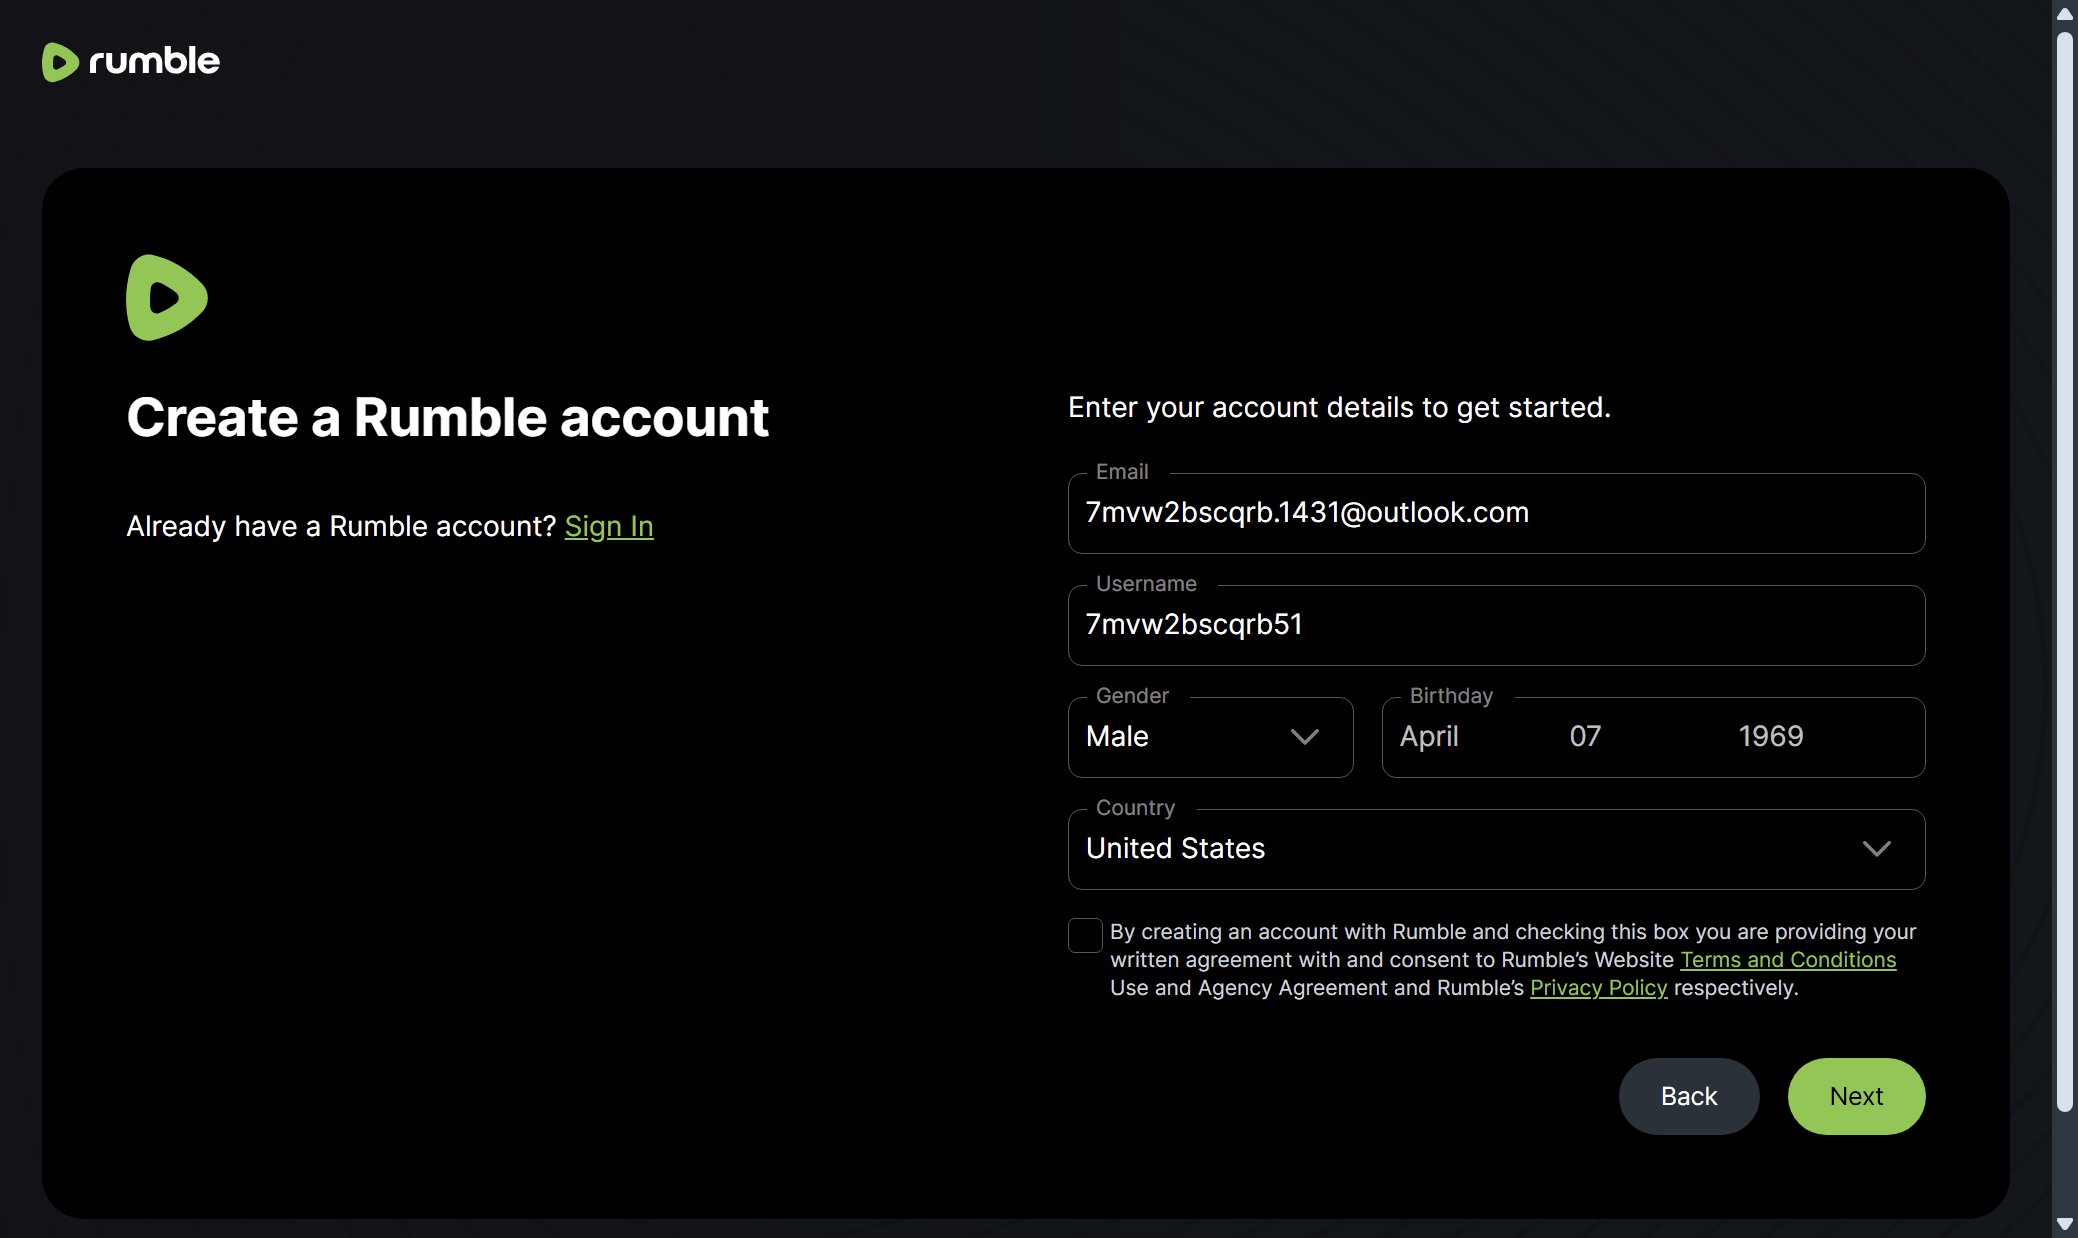 rumble
Create a Rumble account
Already have a Rumble account? Sign In
Enter your account details to get started.
Email
7mvw2bscqrb.1431@outlook.com
Username
7mvw2bscqrb51
Gender
Male
Birthday
April 07 1969
Country
United States
By creating an account with Rumble and checking this box you are providing your
written agreement with and consent to Rumble’s Website Terms and Conditions
Use and Agency Agreement and Rumble’s Privacy Policy respectively.
Back
Next